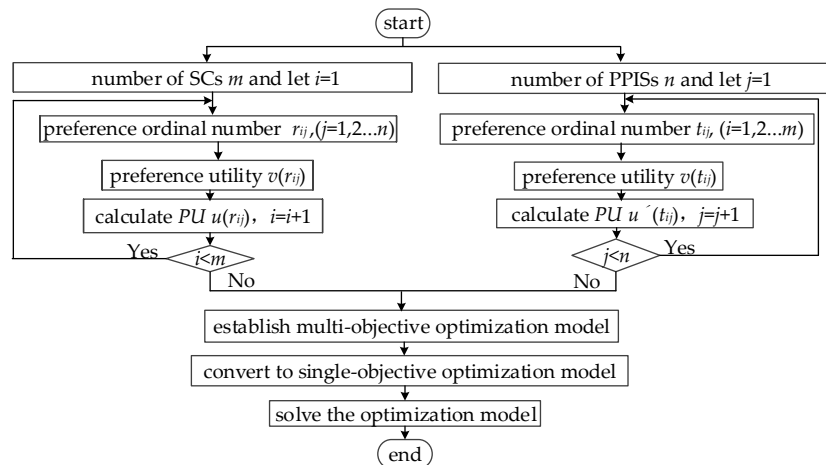 start
number of SCs m and let i=1
number of PPISs n and let j=1
preference ordinal number rij,(j=1,2...n)
preference ordinal number tij, (i=1,2...m)
preference utility v(rij)
preference utility v(tij)
calculate PU u(rij), i=i+1
calculate PU u´(tij), j=j+1
Yes
i<m
j<n
Yes
No
No
establish multi-objective optimization model
convert to single-objective optimization model
solve the optimization model
end